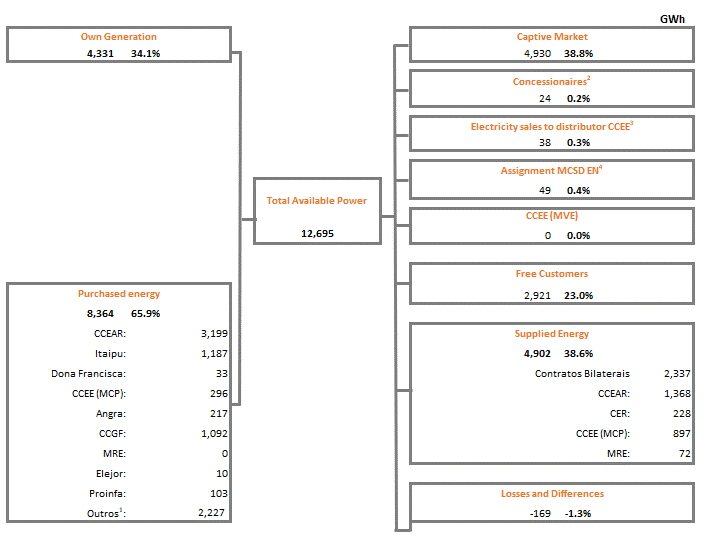 GWh
Own Generation
4,331 34.1%
Purchased energy
8,364 65.9%
CCEAR: 3,199
Itaipu: 1,187
Dona Francisca: 33
CCEE (MCP): 296
Angra: 217
CCGF: 1,092
MRE: 0
Elejor: 10
Proinfa: 103
Outros¹: 2,227
Total Available Power
12,695
Captive Market
4,930 38.8%
Concessionaires²
24 0.2%
Electricity sales to distributor CCEE³
38 0.3%
Assignment MCSD EN⁴
49 0.4%
CCEE (MVE)
0 0.0%
Free Customers
2,921 23.0%
Supplied Energy
4,902 38.6%
Contratos Bilaterais 2,337
CCEAR: 1,368
CER: 228
CCEE (MCP): 897
MRE: 72
Losses and Differences
-169 -1.3%